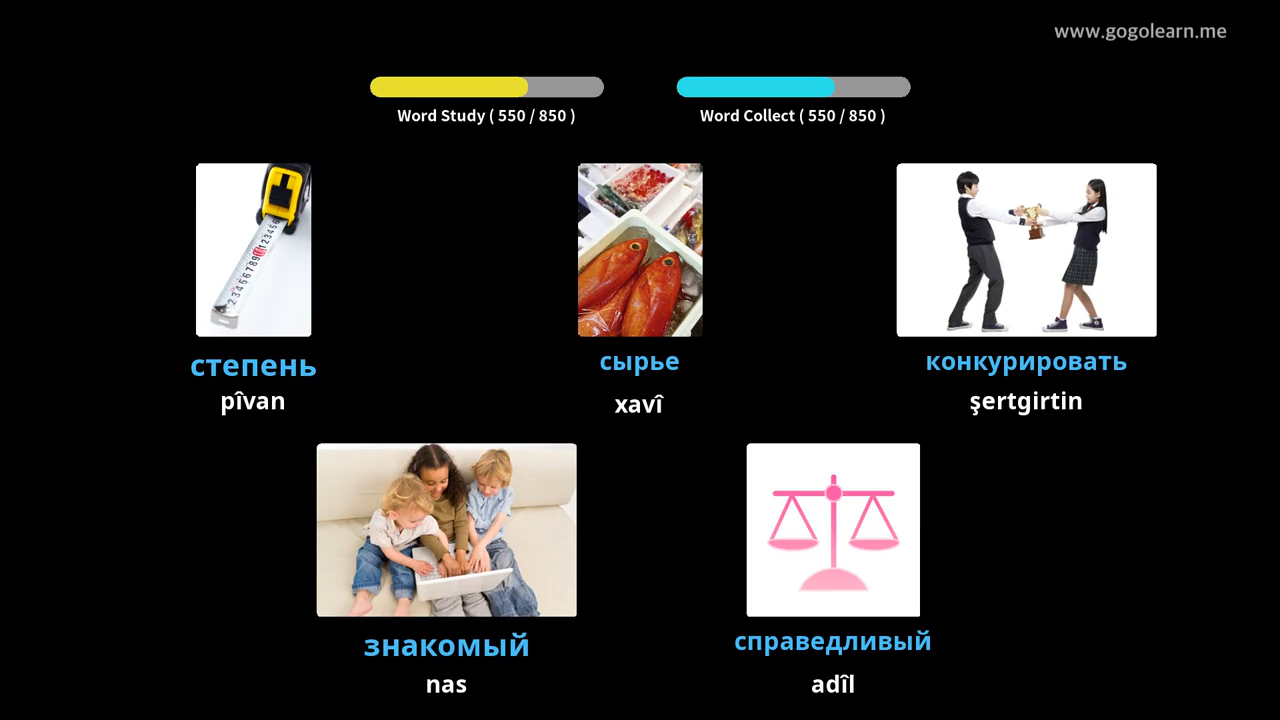 www.gogolearn.me
Word Study ( 550 / 850 )
Word Collect ( 550 / 850 )
степень
pîvan
сырье
xavî
конкурировать
şertgirtin
знакомый
nas
справедливый
adîl